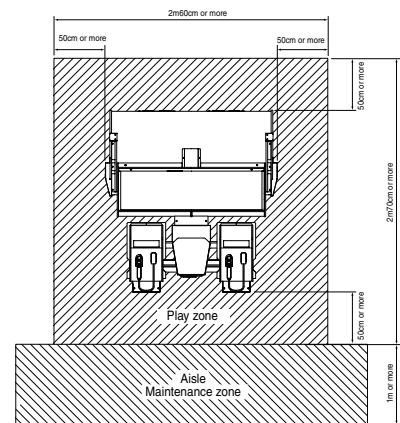 2m60cm or more
50cm or more
50cm or more
50cm or more
2m70cm or more
50cm or more
Play zone
Aisle
Maintenance zone
1m or more